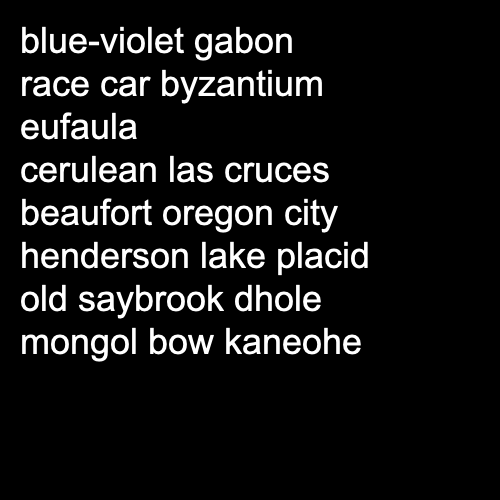 blue-violet gabon
race car byzantium
eufaula
cerulean las cruces
beaufort oregon city
henderson lake placid
old saybrook dhole
mongol bow kaneohe